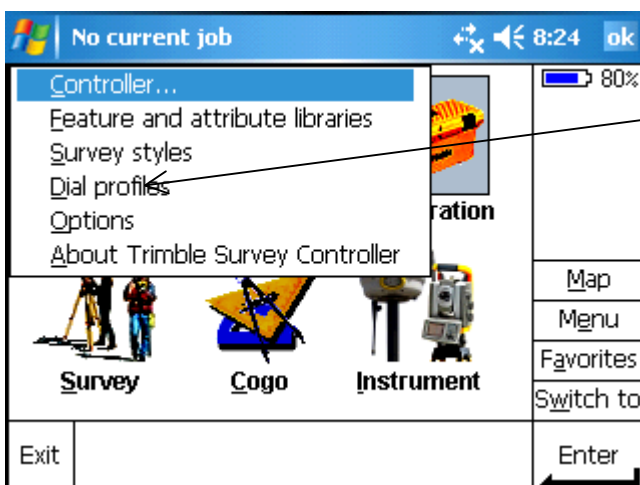 No current job 8:24 ok
Controller...
80%
Feature and attribute libraries
Survey styles
Dial profiles
Options
ration
About Trimble Survey Controller
Map
Menu
Favorites
Survey Cogo Instrument
Switch to
Exit
Enter